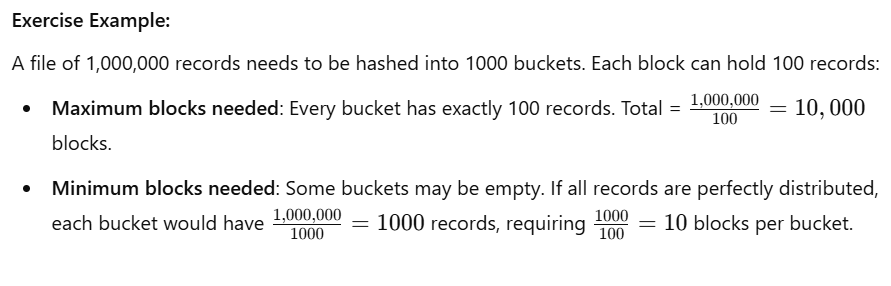 Exercise Example:
A file of 1,000,000 records needs to be hashed into 1000 buckets. Each block can hold 100 records:
• Maximum blocks needed: Every bucket has exactly 100 records. Total = 1,000,000/100 = 10,000
blocks.
• Minimum blocks needed: Some buckets may be empty. If all records are perfectly distributed,
each bucket would have 1,000,000/1000 = 1000 records, requiring 1000/100 = 10 blocks per bucket.